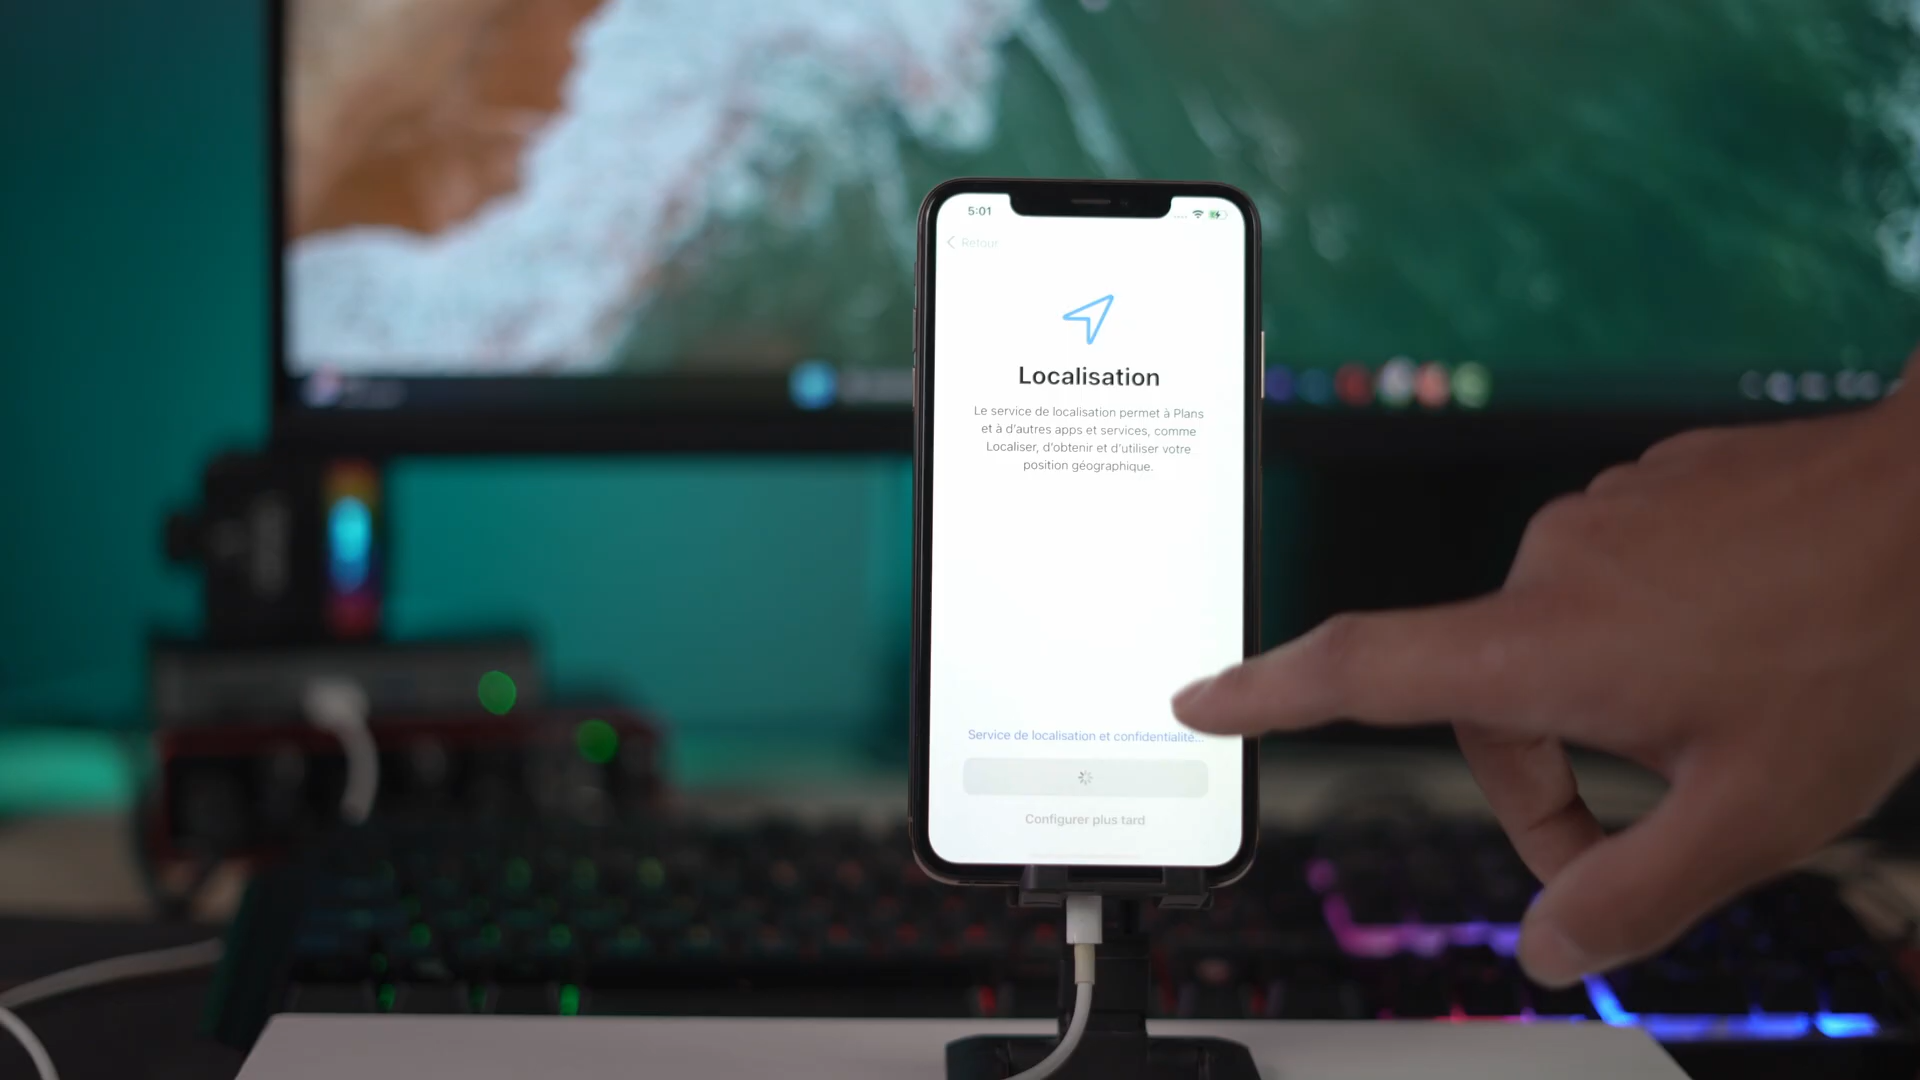 5:01
Retour
Localisation
Le service de localisation permet à Plans
et à d'autres apps et services, comme
Localiser, d'obtenir et d'utiliser votre
position géographique.
Service de localisation et confidentialité...
Configurer plus tard